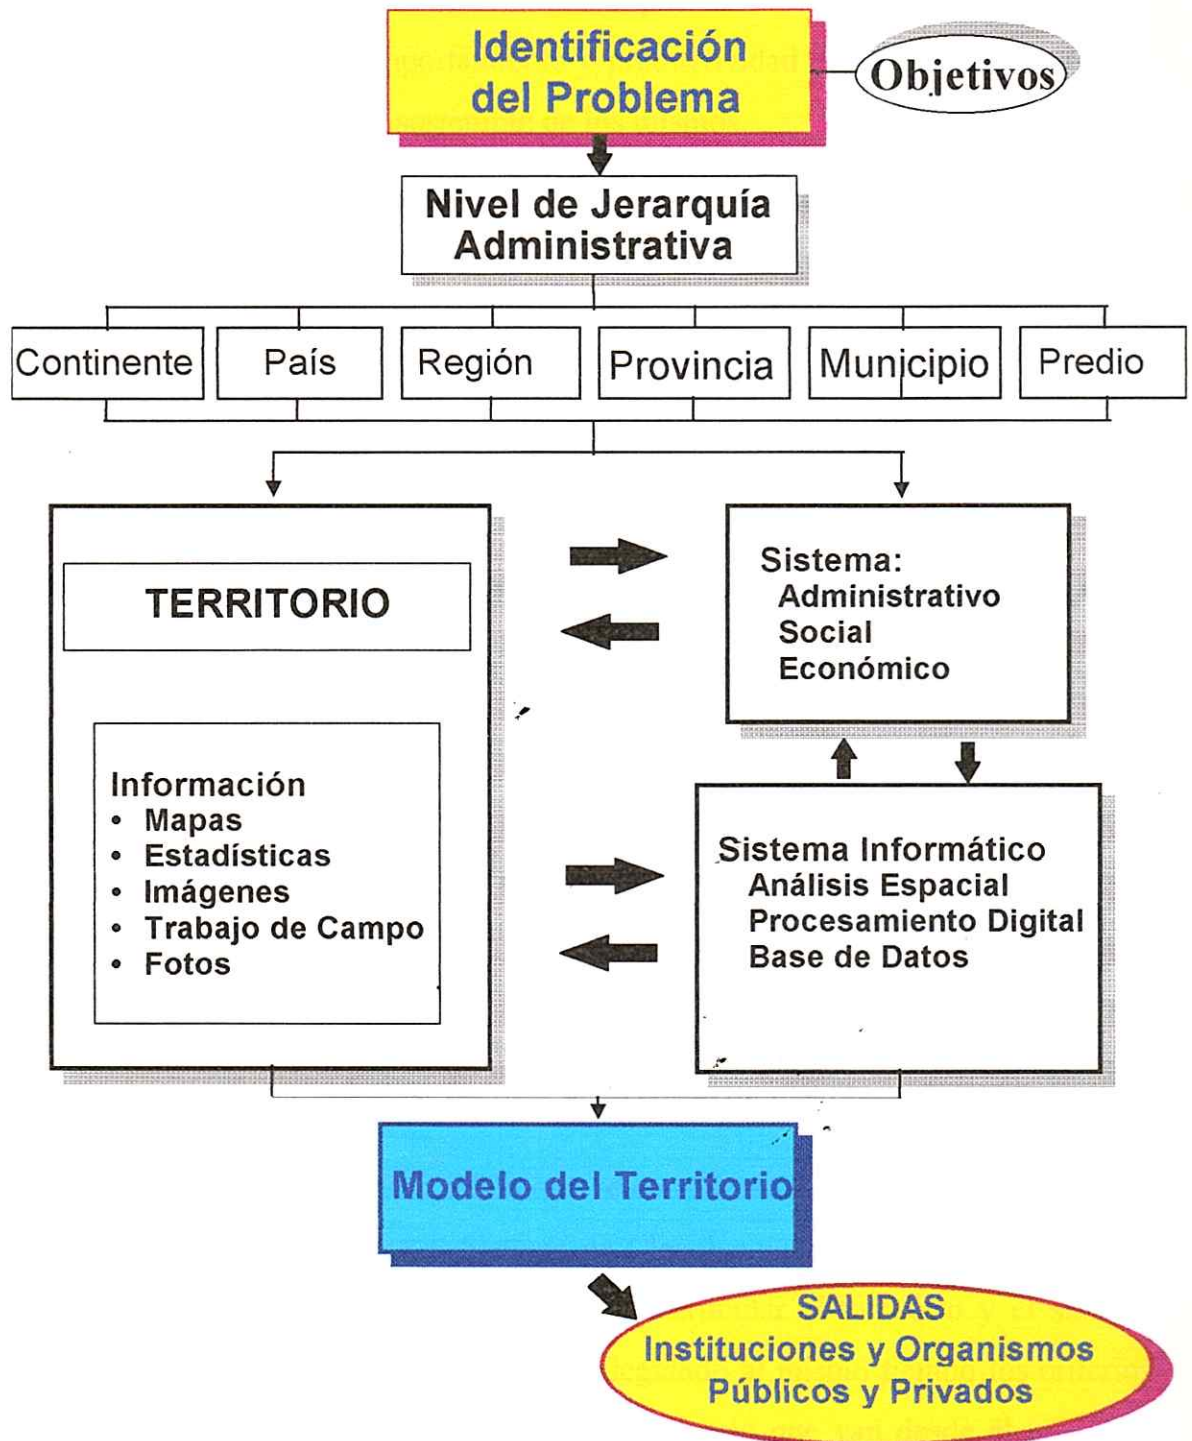 Identificación
del Problema
Objetivos
Nivel de Jerarquía
Administrativa
Continente
País
Región
Provincia
Municipio
Predio
TERRITORIO
Información
• Mapas
• Estadísticas
• Imágenes
• Trabajo de Campo
• Fotos
Sistema:
Administrativo
Social
Económico
Sistema Informático
Análisis Espacial
Procesamiento Digital
Base de Datos
Modelo del Territorio
SALIDAS
Instituciones y Organismos
Públicos y Privados